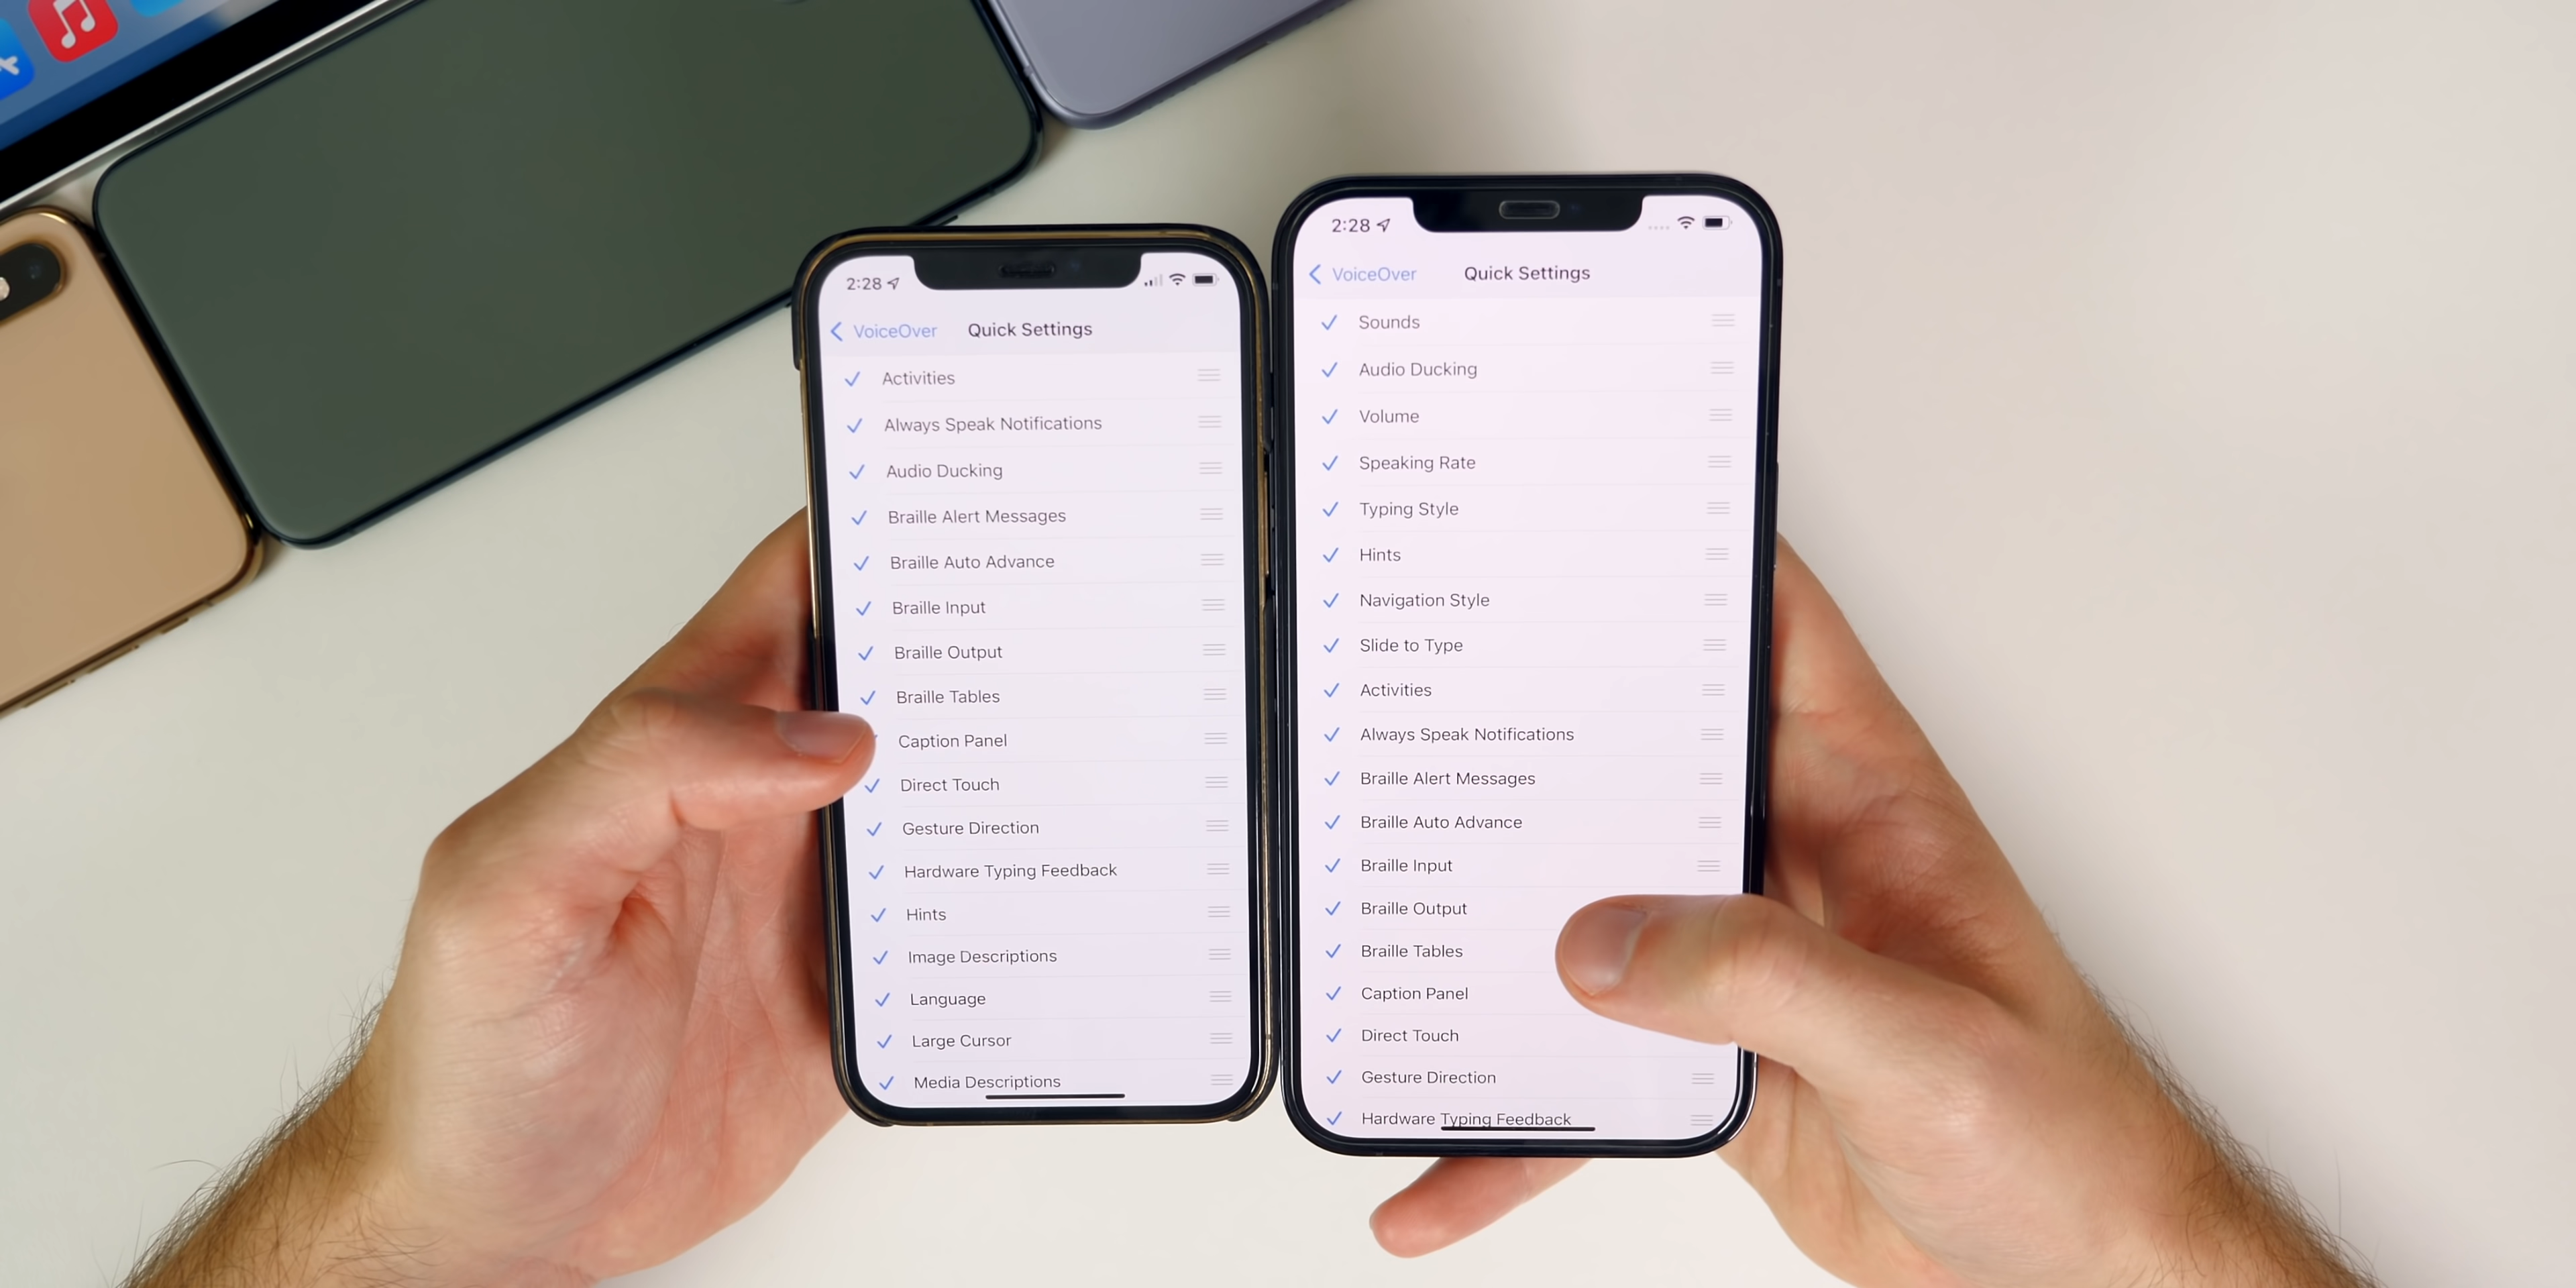 2:28
VoiceOver Quick Settings
Activities
Always Speak Notifications
Audio Ducking
Braille Alert Messages
Braille Auto Advance
Braille Input
Braille Output
Braille Tables
Caption Panel
Direct Touch
Gesture Direction
Hardware Typing Feedback
Hints
Image Descriptions
Language
Large Cursor
Media Descriptions
2:28
VoiceOver Quick Settings
Sounds
Audio Ducking
Volume
Speaking Rate
Typing Style
Hints
Navigation Style
Slide to Type
Activities
Always Speak Notifications
Braille Alert Messages
Braille Auto Advance
Braille Input
Braille Output
Braille Tables
Caption Panel
Direct Touch
Gesture Direction
Hardware Typing Feedback